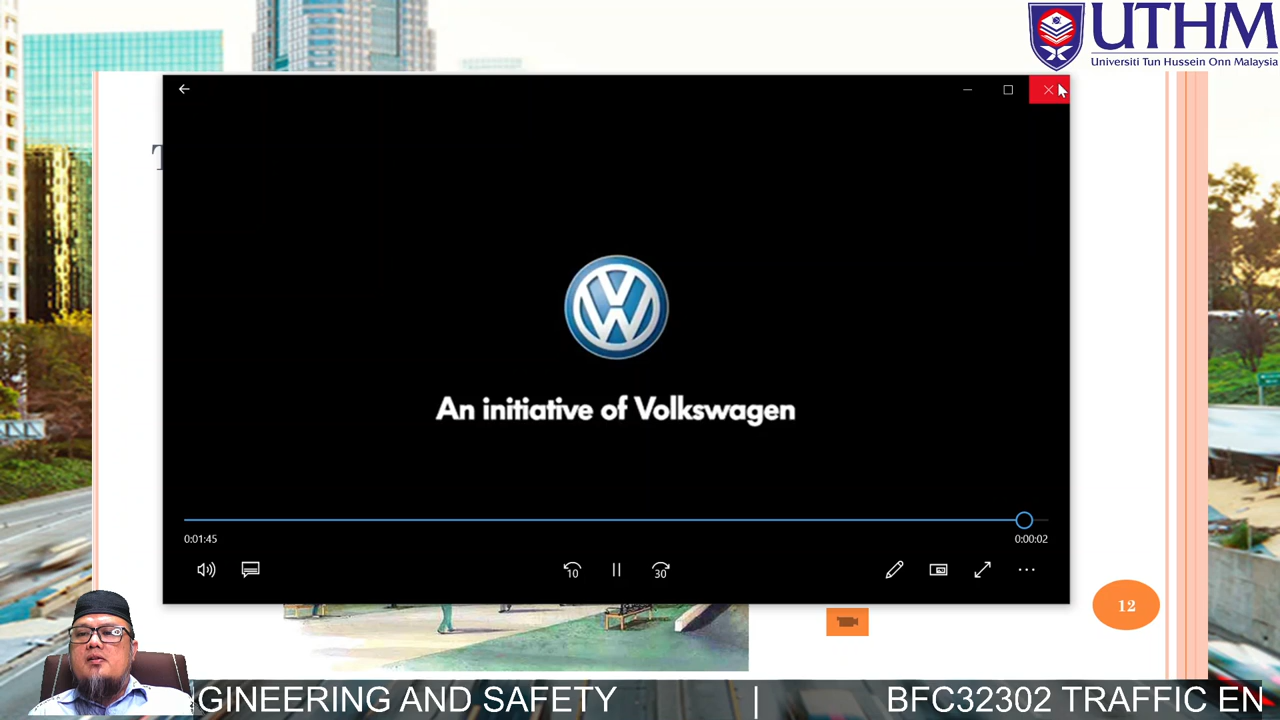 UTHM
Universiti Tun Hussein Onn Malaysia
T
An initiative of Volkswagen
0:01:45
0:00:02
10
30
12
GINEERING AND SAFETY | BFC32302 TRAFFIC EN